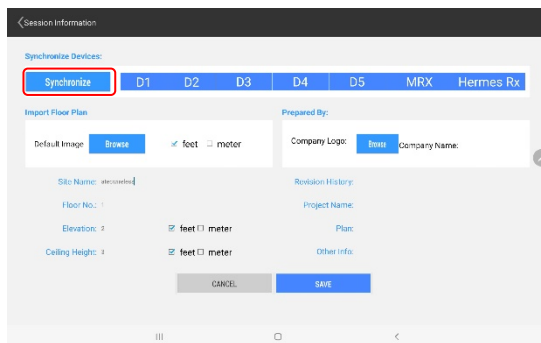 Session Information
Synchronize Devices:
Synchronize D1 D2 D3 D4 D5 MRX Hermes Rx
Import Floor Plan Prepared By:
Default Image Browse feet meter Company Logo: Browse Company Name:
Site Name: Revision History:
Floor No.: 1 Project Name:
Elevation: feet meter Plan:
Ceiling Height: feet meter Other Info:
CANCEL SAVE